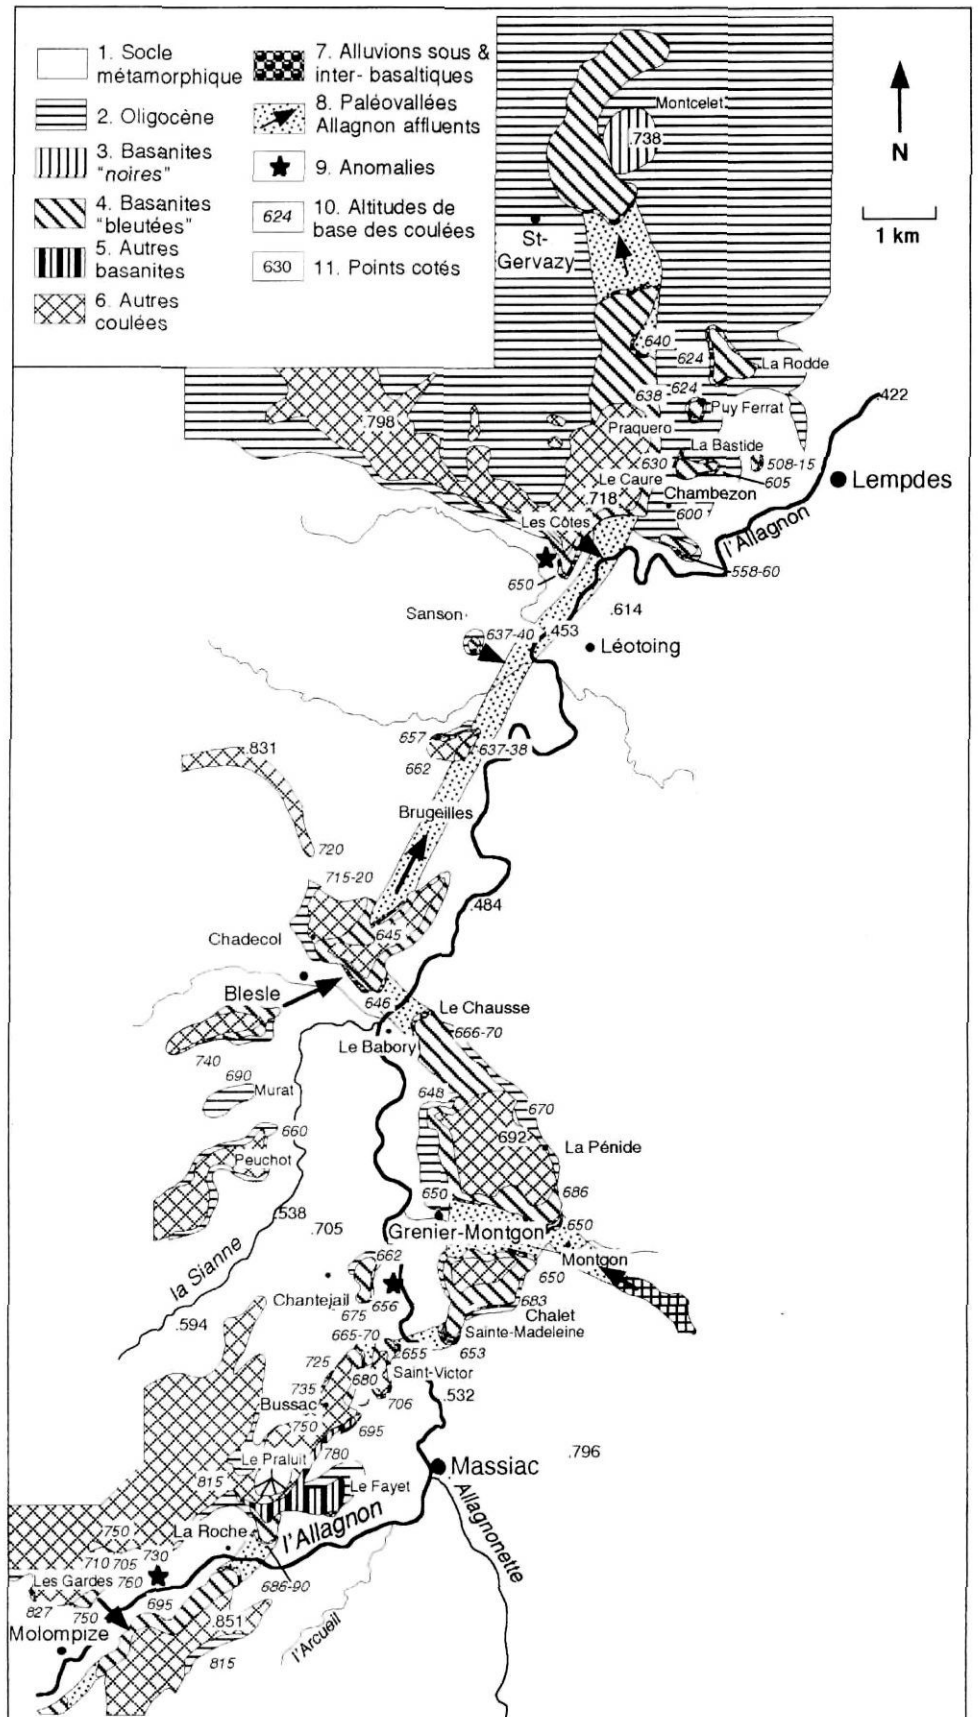 1. Socle
métamorphique
2. Oligocène
3. Basanites
"noires"
4. Basanites
"bleutées"
5. Autres
basanites
6. Autres
coulées
7. Alluvions sous &
inter- basaltiques
8. Paléovallées
Allagnon affluents
9. Anomalies
624
10. Altitudes de
base des coulées
630
11. Points cotés
N
1 km
Montcelet
.738
St-
Gervazy
640
624
La Rodde
638
624
.422
Puy Ferrat
.798
Praquero
La Bastide
630
508-15
605
Lempdes
Le Caure
.718
Chambezon
600
Les Côtes
l'Allagnon
650
558-60
.614
Sanson
637-40
.453
Léotoing
657
637-38
662
.831
Brugeilles
720
715-20
.484
645
Chadecol
646
Blesle
Le Chausse
666-70
Le Babory
740
648
690
Murat
670
660
692
La Pénide
Peuchot
686
650
.538
650
.705
Grenier-Montgon
la Sianne
662
Montgon
650
Chantejail
656
683
675
Chalet
.594
665-70
Sainte-Madeleine
655
653
725
Saint-Victor
680
735
706
.532
Bussac
750
695
.796
Le Praluit
780
Massiac
815
Le Fayet
Allagnonette
l'Allagnon
750
La Roche
730
710
705
686-90
Les Gardes
760
695
827
750
.851
l'Arcueil
Molompize
815